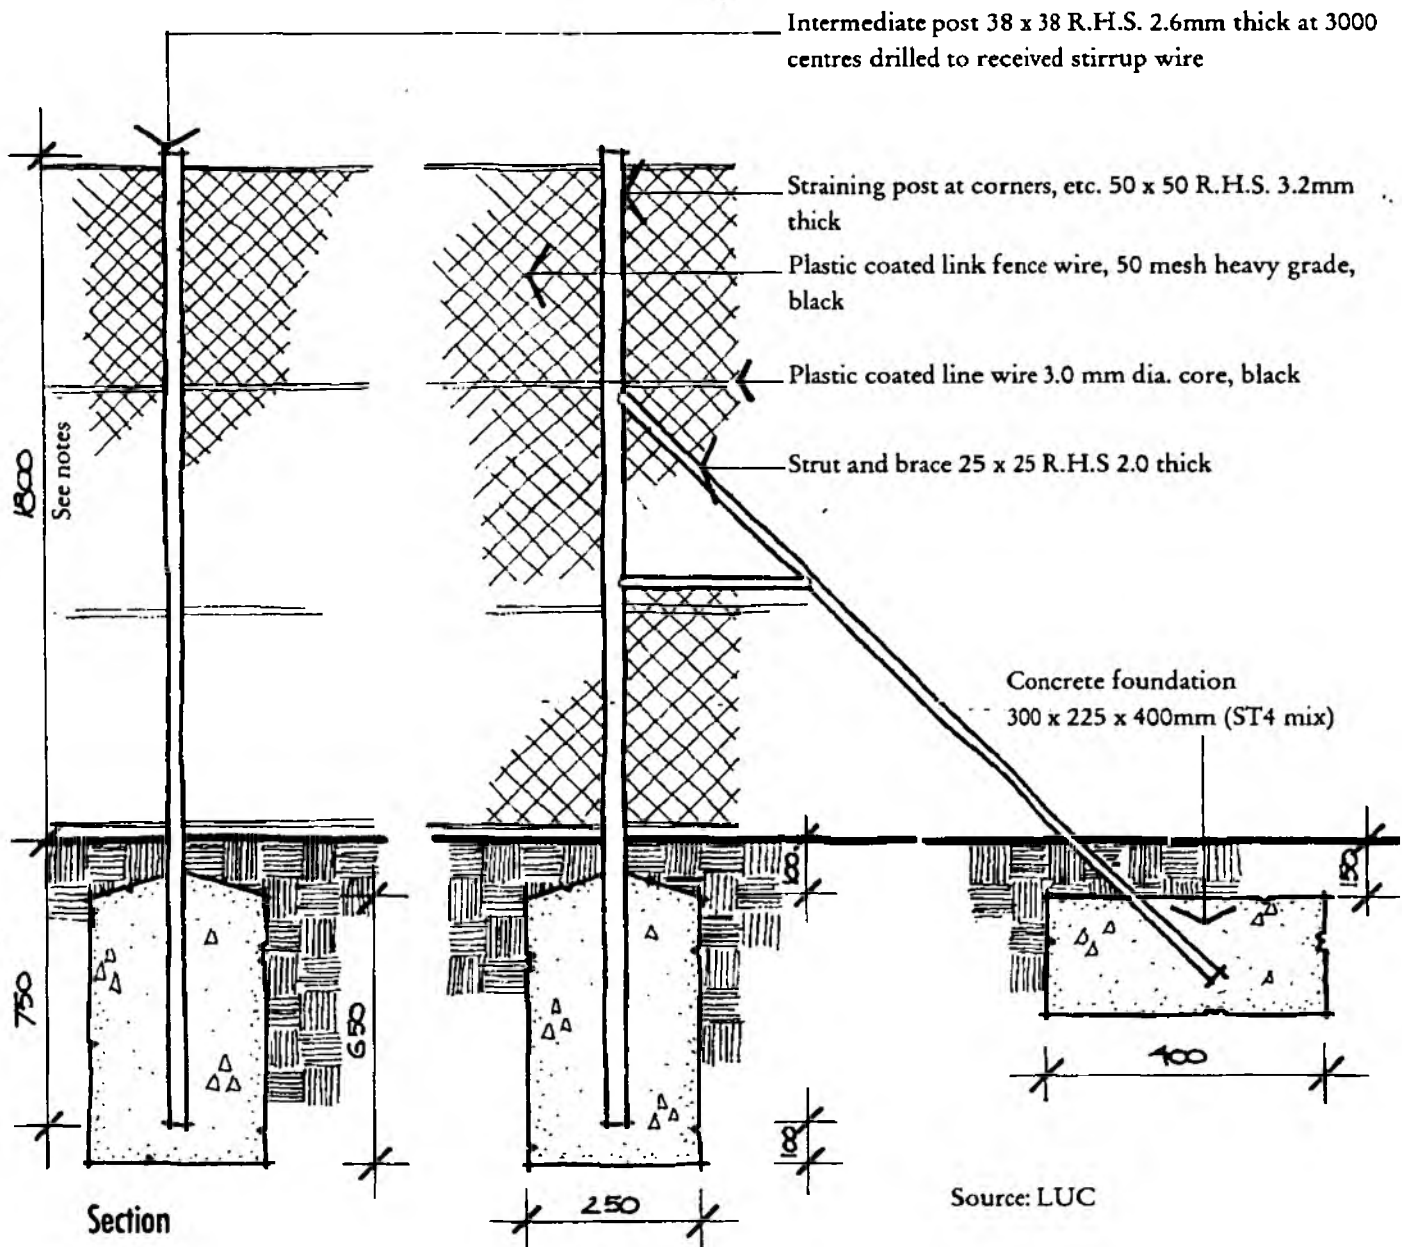 Intermediate post 38 x 38 R.H.S. 2.6mm thick at 3000
centres drilled to received stirrup wire
Straining post at corners, etc. 50 x 50 R.H.S. 3.2mm
thick
Plastic coated link fence wire, 50 mesh heavy grade,
black
Plastic coated line wire 3.0 mm dia. core, black
Strut and brace 25 x 25 R.H.S 2.0 thick
1800
See notes
Concrete foundation
300 x 225 x 400mm (ST4 mix)
750
650
100
150
400
100
250
Section
Source: LUC